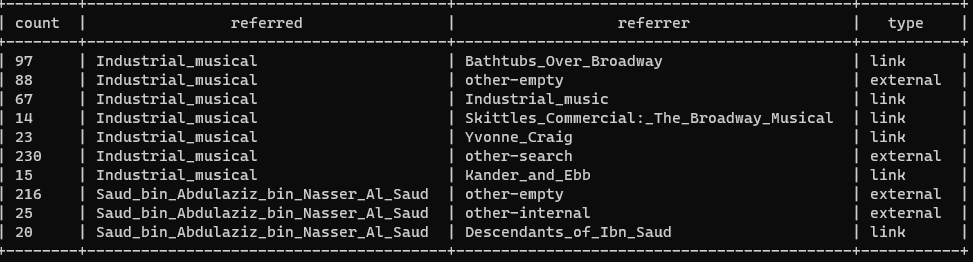 +--------+---------------------------------------+-------------------------------------------+-----------+
| count  |               referred                |                 referrer                  |   type    |
+--------+---------------------------------------+-------------------------------------------+-----------+
| 97     | Industrial_musical                    | Bathtubs_Over_Broadway                    | link      |
| 88     | Industrial_musical                    | other-empty                               | external  |
| 67     | Industrial_musical                    | Industrial_music                          | link      |
| 14     | Industrial_musical                    | Skittles_Commercial:_The_Broadway_Musical | link      |
| 23     | Industrial_musical                    | Yvonne_Craig                              | link      |
| 230    | Industrial_musical                    | other-search                              | external  |
| 15     | Industrial_musical                    | Kander_and_Ebb                            | link      |
| 216    | Saud_bin_Abdulaziz_bin_Nasser_Al_Saud | other-empty                               | external  |
| 25     | Saud_bin_Abdulaziz_bin_Nasser_Al_Saud | other-internal                            | external  |
| 20     | Saud_bin_Abdulaziz_bin_Nasser_Al_Saud | Descendants_of_Ibn_Saud                   | link      |
+--------+---------------------------------------+-------------------------------------------+-----------+